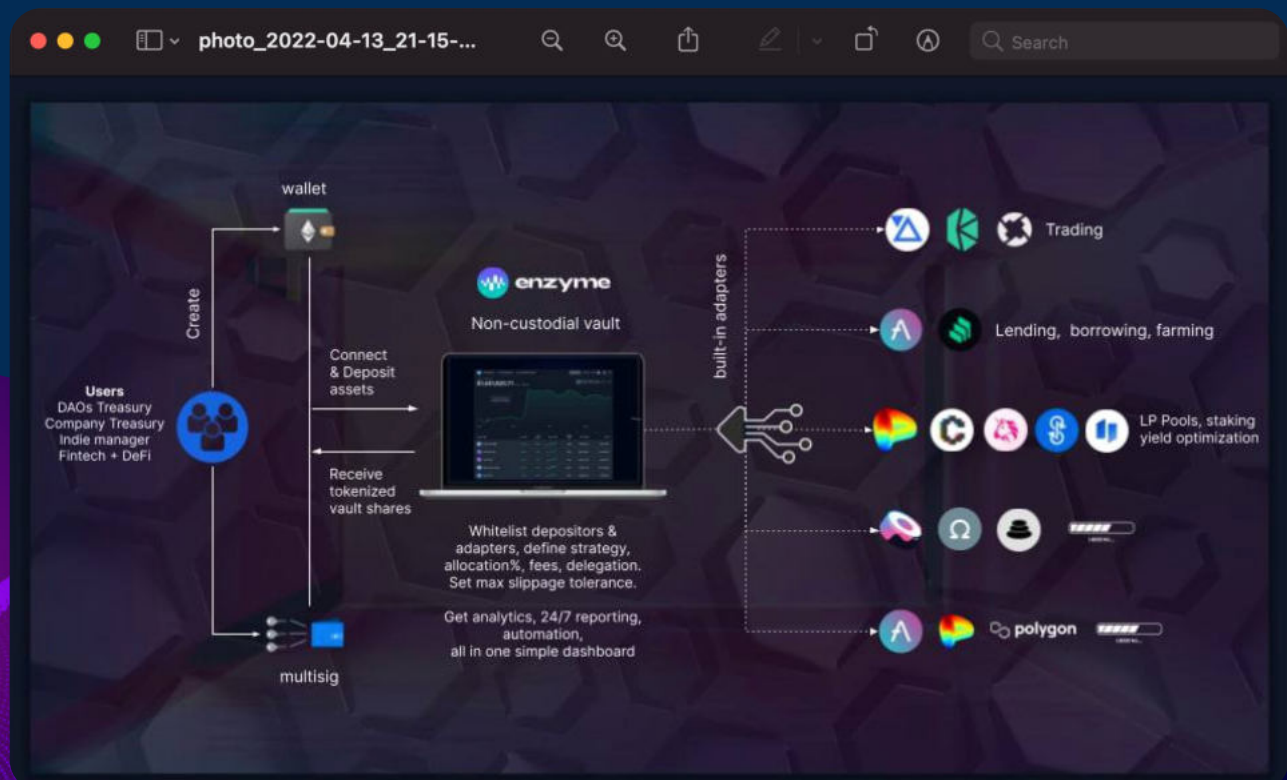 photo_2022-04-13_21-15-...
Search
wallet
Create
Users
DAOs Treasury
Company Treasury
Indie manager
Fintech + DeFi
Connect
& Deposit
assets
Receive
tokenized
vault shares
multisig
enzyme
Non-custodial vault
Whitelist depositors &
adapters, define strategy,
allocation%, fees, delegation.
Set max slippage tolerance.
Get analytics, 24/7 reporting,
automation,
all in one simple dashboard
built-in adapters
Trading
Lending, borrowing, farming
LP Pools, staking
yield optimization
Ω
polygon